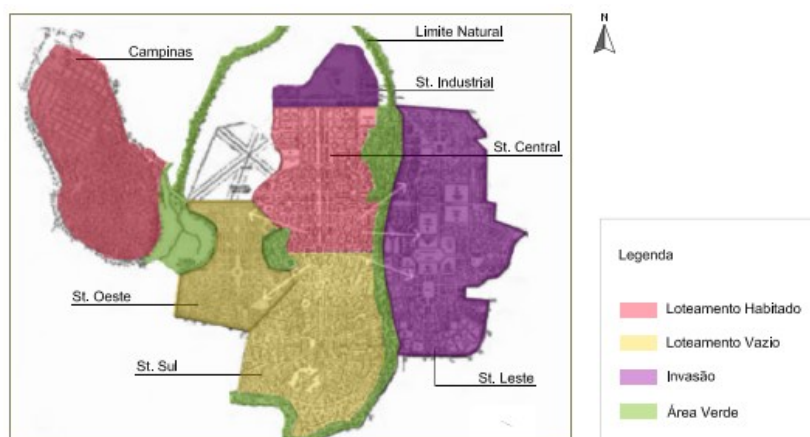 Campinas
Limite Natural
N
St. Industrial
St. Central
St. Oeste
St. Sul
St. Leste
Legenda
Loteamento Habitado
Loteamento Vazio
Invasão
Área Verde